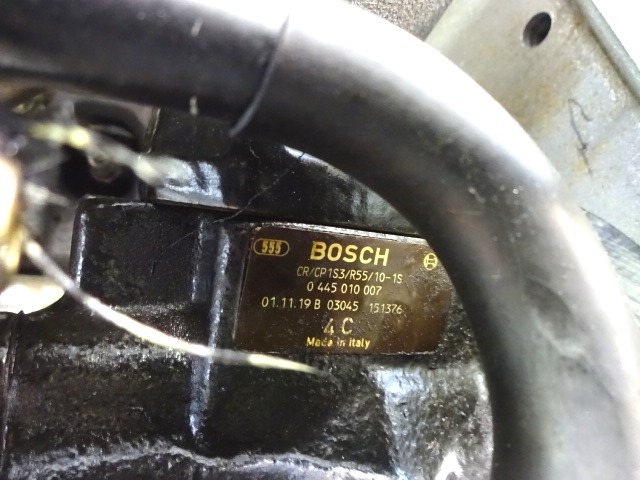 555 BOSCH
CR/CP1S3/R55/10-1S
0 445 010 007
01.11.19 B 03045 151376
4 C
Made in Italy